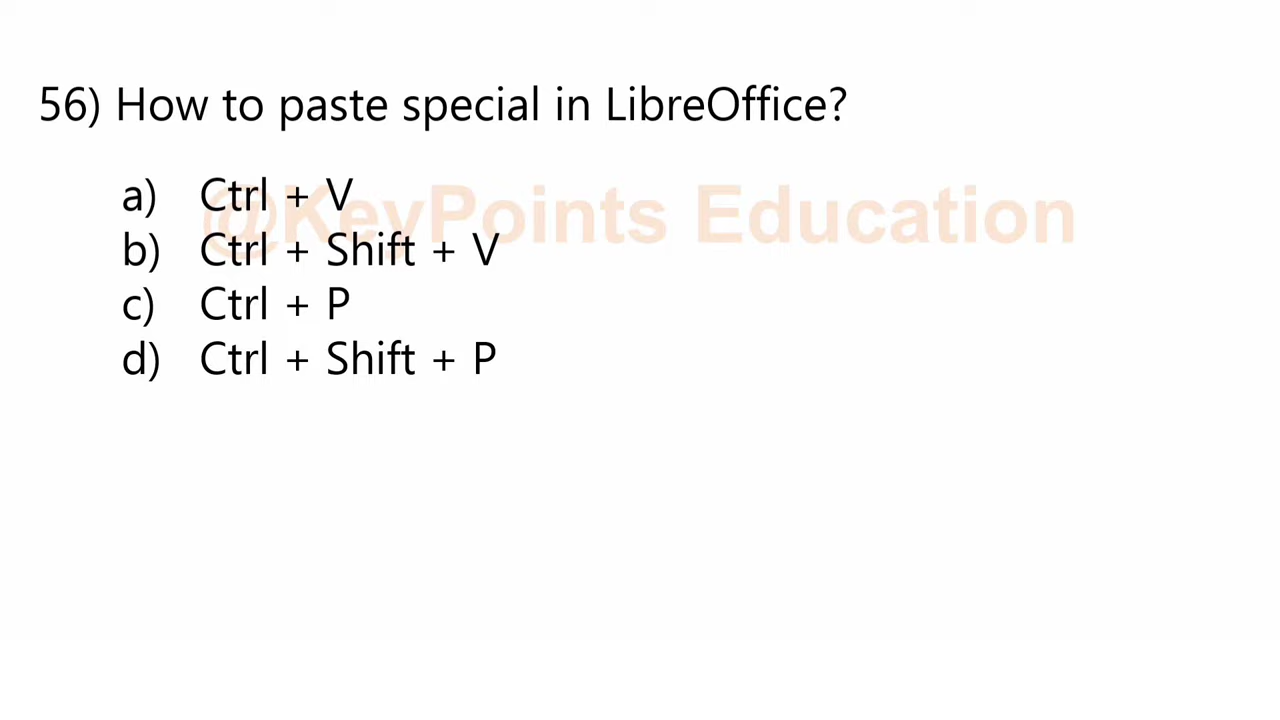 56) How to paste special in LibreOffice?
@KeyPoints Education
a) Ctrl + V
b) Ctrl + Shift + V
c) Ctrl + P
d) Ctrl + Shift + P